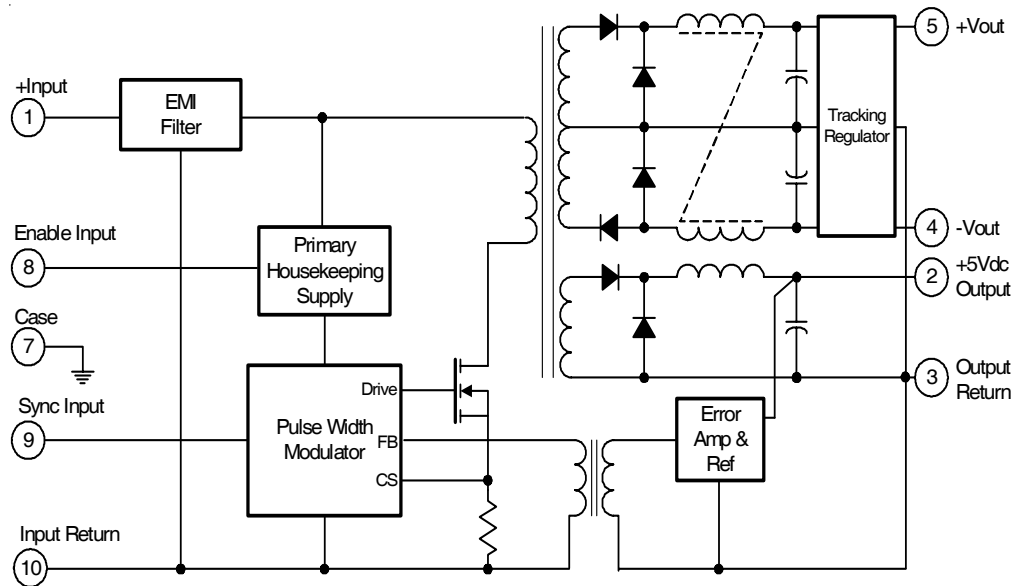 +Input
1
EMI
Filter
5
+Vout
Tracking
Regulator
Enable Input
8
Primary
Housekeeping
Supply
4
-Vout
2
+5Vdc
Output
Case
7
Drive
3
Output
Return
Sync Input
9
Pulse Width
Modulator
FB
CS
Error
Amp &
Ref
Input Return
10